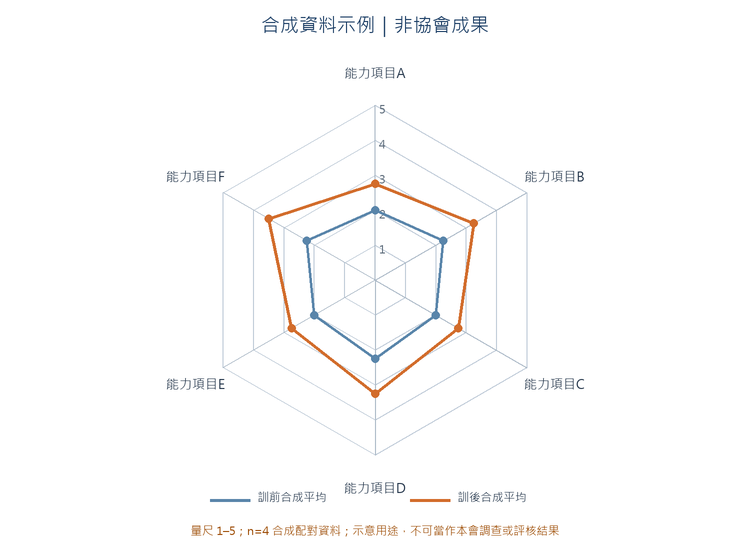 合成資料示例｜非協會成果
能力項目A
5
4
3
2
1
能力項目F
能力項目B
能力項目E
能力項目C
能力項目D
訓前合成平均
訓後合成平均
量尺 1–5；n=4 合成配對資料；示意用途，不可當作本會調查或評核結果